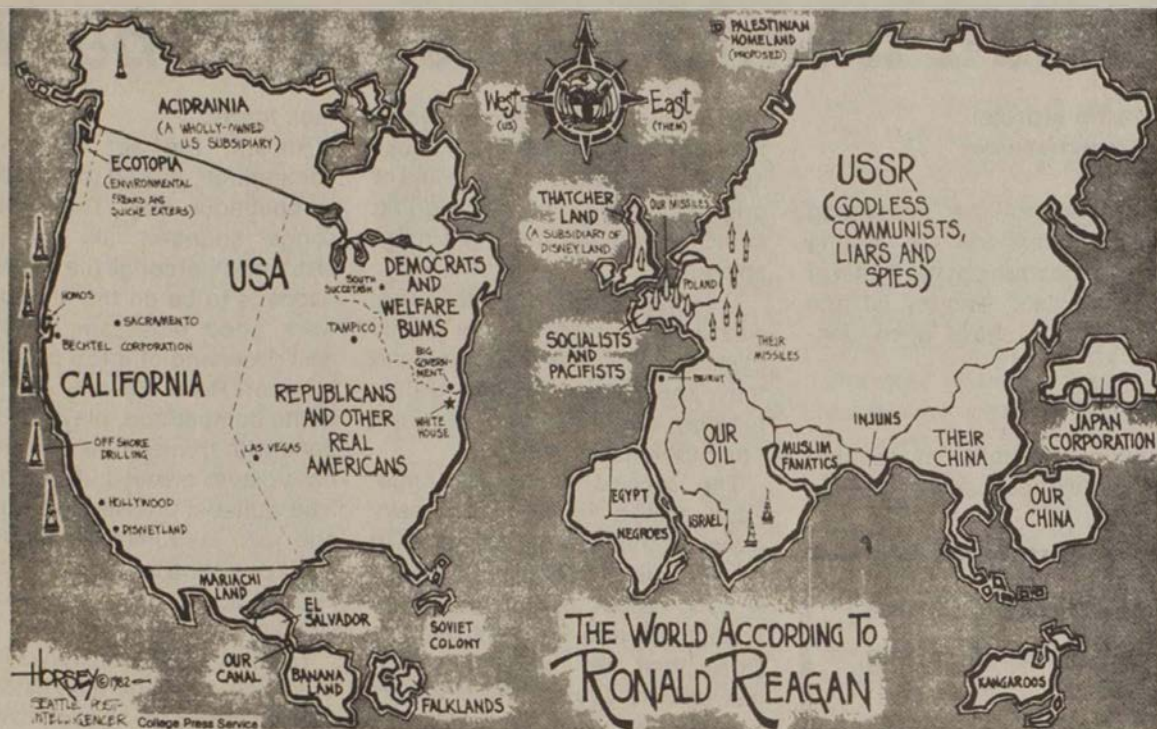 ACIDRAINIA
(A WHOLLY-OWNED
U.S. SUBSIDIARY)
ECOTOPIA
(ENVIRONMENTAL
FREAKS AND
QUICHE EATERS)
USA
HOMO'S
SACRAMENTO
BECHTEL CORPORATION
CALIFORNIA
OFF SHORE
DRILLING
LAS VEGAS
HOLLYWOOD
DISNEYLAND
SOUTH
SUCCOTASH
DEMOCRATS
AND
WELFARE
BUMS
TAMPICO
BIG
GOVERN-
MENT
WHITE
HOUSE
REPUBLICANS
AND OTHER
REAL
AMERICANS
MARIACHI
LAND
EL
SALVADOR
OUR
CANAL
BANANA
LAND
SOVIET
COLONY
FALKLANDS
West
(US)
East
(THEM)
PALESTINIAN
HOMELAND
(PROPOSED)
THATCHER
LAND
(A SUBSIDIARY OF
DISNEYLAND
OUR MISSILES
POLAND
SOCIALISTS
AND
PACIFISTS
THEIR
MISSILES
USSR
(GODLESS
COMMUNISTS,
LIARS AND
SPIES)
BEIRUT
OUR
OIL
EGYPT
ISRAEL
NEGROES
MUSLIM
FANATICS
INJUNS
THEIR
CHINA
JAPAN
CORPORATION
OUR
CHINA
KANGAROOS
THE WORLD ACCORDING TO
RONALD REAGAN
HORSEY © 1982
SEATTLE POST-
INTELLIGENCER
College Press Service